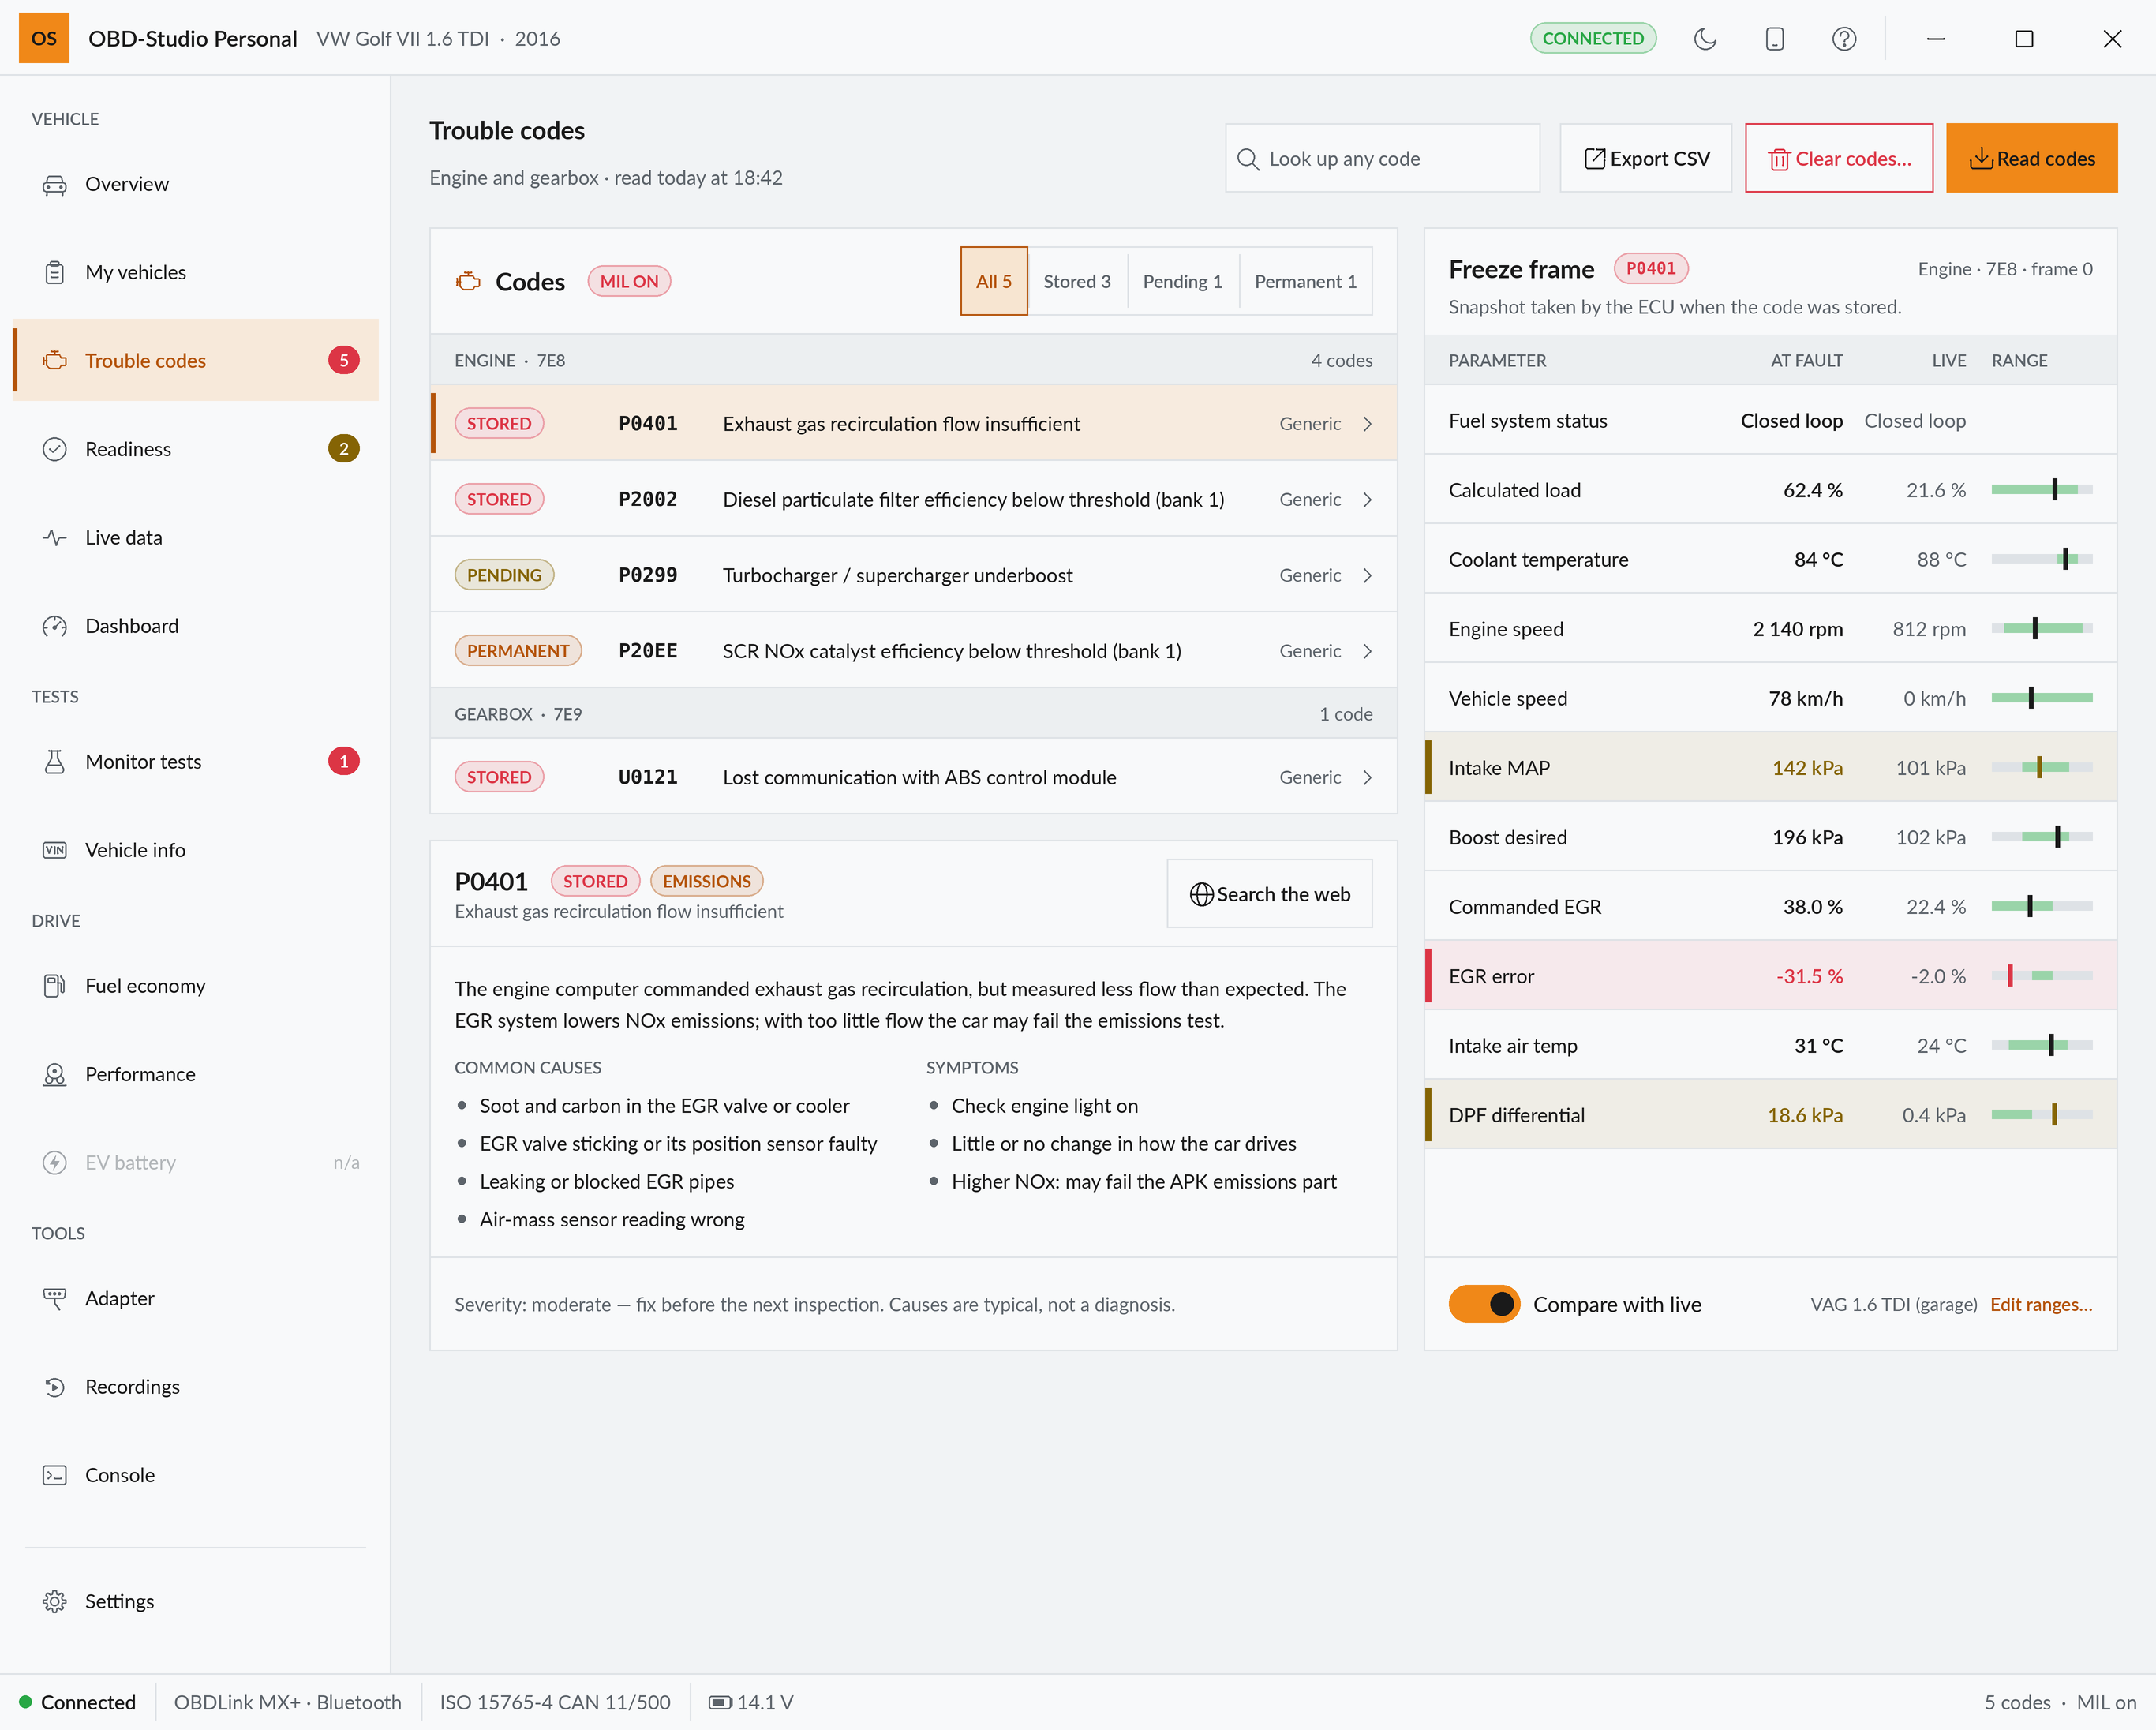 OS OBD-Studio Personal VW Golf VII 1.6 TDI · 2016 CONNECTED
VEHICLE
Overview
My vehicles
Trouble codes 5
Readiness 2
Live data
Dashboard
TESTS
Monitor tests 1
VIN Vehicle info
DRIVE
Fuel economy
Performance
EV battery n/a
TOOLS
Adapter
Recordings
Console
Settings
Trouble codes
Engine and gearbox · read today at 18:42
Look up any code Export CSV Clear codes... Read codes
Codes MIL ON All 5 Stored 3 Pending 1 Permanent 1
ENGINE · 7E8 4 codes
STORED P0401 Exhaust gas recirculation flow insufficient Generic
STORED P2002 Diesel particulate filter efficiency below threshold (bank 1) Generic
PENDING P0299 Turbocharger / supercharger underboost Generic
PERMANENT P20EE SCR NOx catalyst efficiency below threshold (bank 1) Generic
GEARBOX · 7E9 1 code
STORED U0121 Lost communication with ABS control module Generic
P0401 STORED EMISSIONS
Exhaust gas recirculation flow insufficient
Search the web
The engine computer commanded exhaust gas recirculation, but measured less flow than expected. The
EGR system lowers NOx emissions; with too little flow the car may fail the emissions test.
COMMON CAUSES
Soot and carbon in the EGR valve or cooler
EGR valve sticking or its position sensor faulty
Leaking or blocked EGR pipes
Air-mass sensor reading wrong
SYMPTOMS
Check engine light on
Little or no change in how the car drives
Higher NOx: may fail the APK emissions part
Severity: moderate — fix before the next inspection. Causes are typical, not a diagnosis.
Freeze frame P0401 Engine · 7E8 · frame 0
Snapshot taken by the ECU when the code was stored.
PARAMETER AT FAULT LIVE RANGE
Fuel system status Closed loop Closed loop
Calculated load 62.4 % 21.6 %
Coolant temperature 84 °C 88 °C
Engine speed 2 140 rpm 812 rpm
Vehicle speed 78 km/h 0 km/h
Intake MAP 142 kPa 101 kPa
Boost desired 196 kPa 102 kPa
Commanded EGR 38.0 % 22.4 %
EGR error -31.5 % -2.0 %
Intake air temp 31 °C 24 °C
DPF differential 18.6 kPa 0.4 kPa
Compare with live VAG 1.6 TDI (garage) Edit ranges...
Connected OBDLink MX+ · Bluetooth ISO 15765-4 CAN 11/500 14.1 V 5 codes · MIL on